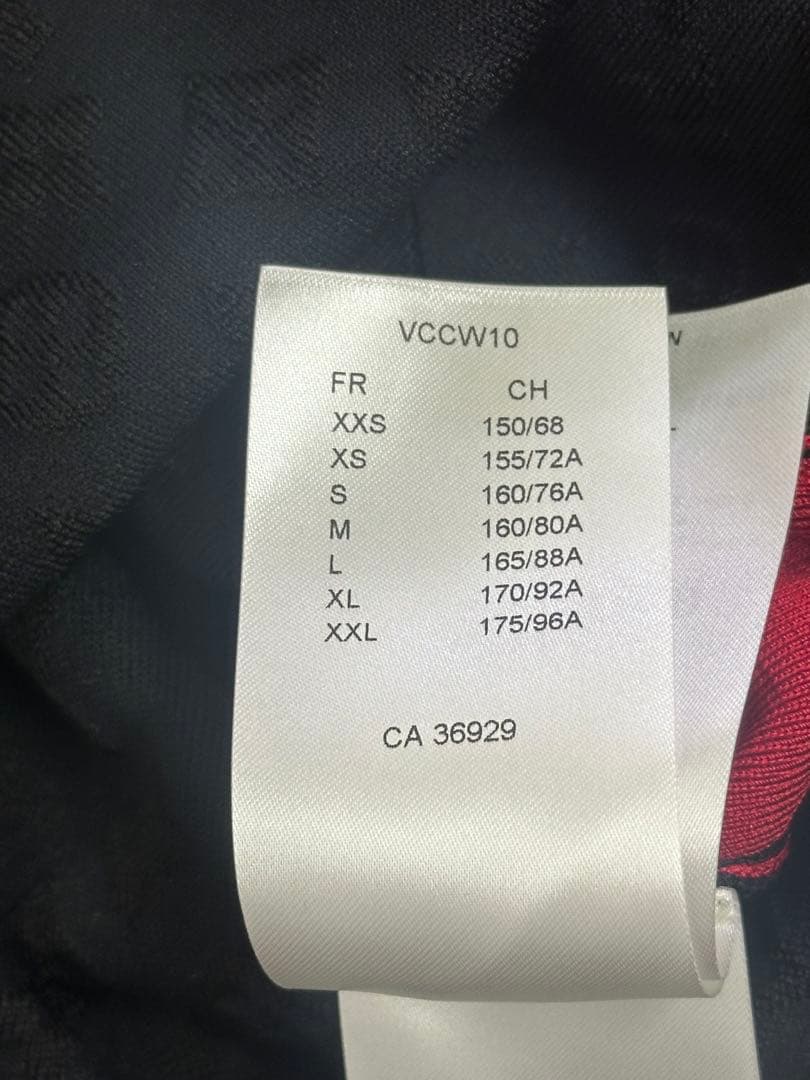 VCCW10
FR CH
XXS 150/68
XS 155/72A
S 160/76A
M 160/80A
L 165/88A
XL 170/92A
XXL 175/96A
CA 36929